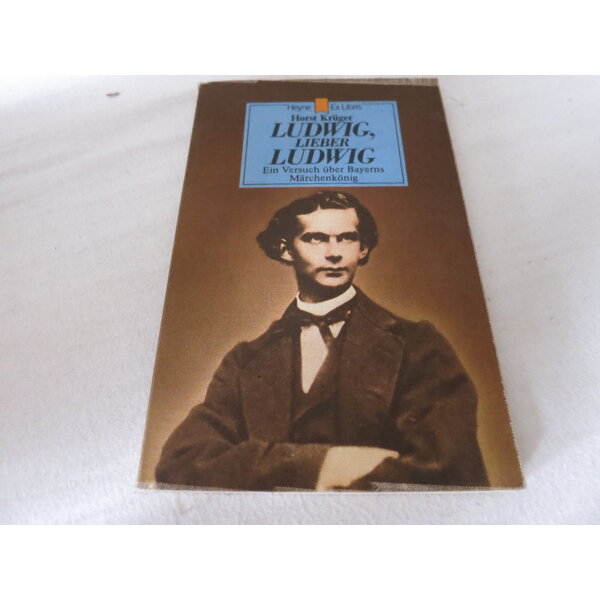 Heyne Ex Libris
Horst Krüger
LUDWIG,
LIEBER
LUDWIG
Ein Versuch über Bayerns
Märchenkönig